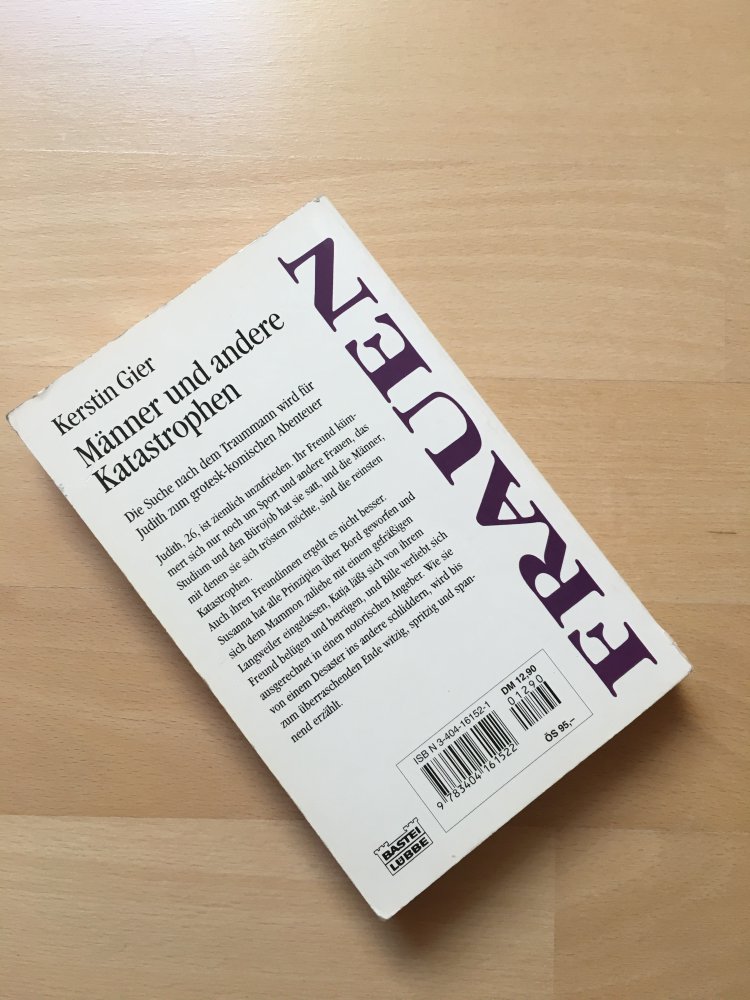 Kerstin Gier
Männer und andere
Katastrophen
Die Suche nach dem Traummann wird für
Judith zum grotesk-komischen Abenteuer
Judith, 26, ist ziemlich unzufrieden. Ihr Freund küm-
mert sich nur noch um Sport und andere Frauen, das
Studium und den Bürojob hat sie satt, und die Männer,
mit denen sie sich trösten möchte, sind die reinsten
Katastrophen.
Auch ihren Freundinnen ergeht es nicht besser.
Susanna hat alle Prinzipien über Bord geworfen und
sich dem Mammon zuliebe mit einem gefräßigen
Langweiler eingelassen, Katja läßt sich von ihrem
Freund belügen und betrügen, und Bille verliebt sich
ausgerechnet in einen notorischen Angeber. Wie sie
von einem Desaster ins andere schliddern, wird bis
zum überraschenden Ende witzig, spritzig und span-
nend erzählt.
FRAUEN
ISBN 3-404-16152-1
DM 12,90
01290
9 783404 161522
ÖS 95,-
BASTEI
LÜBBE